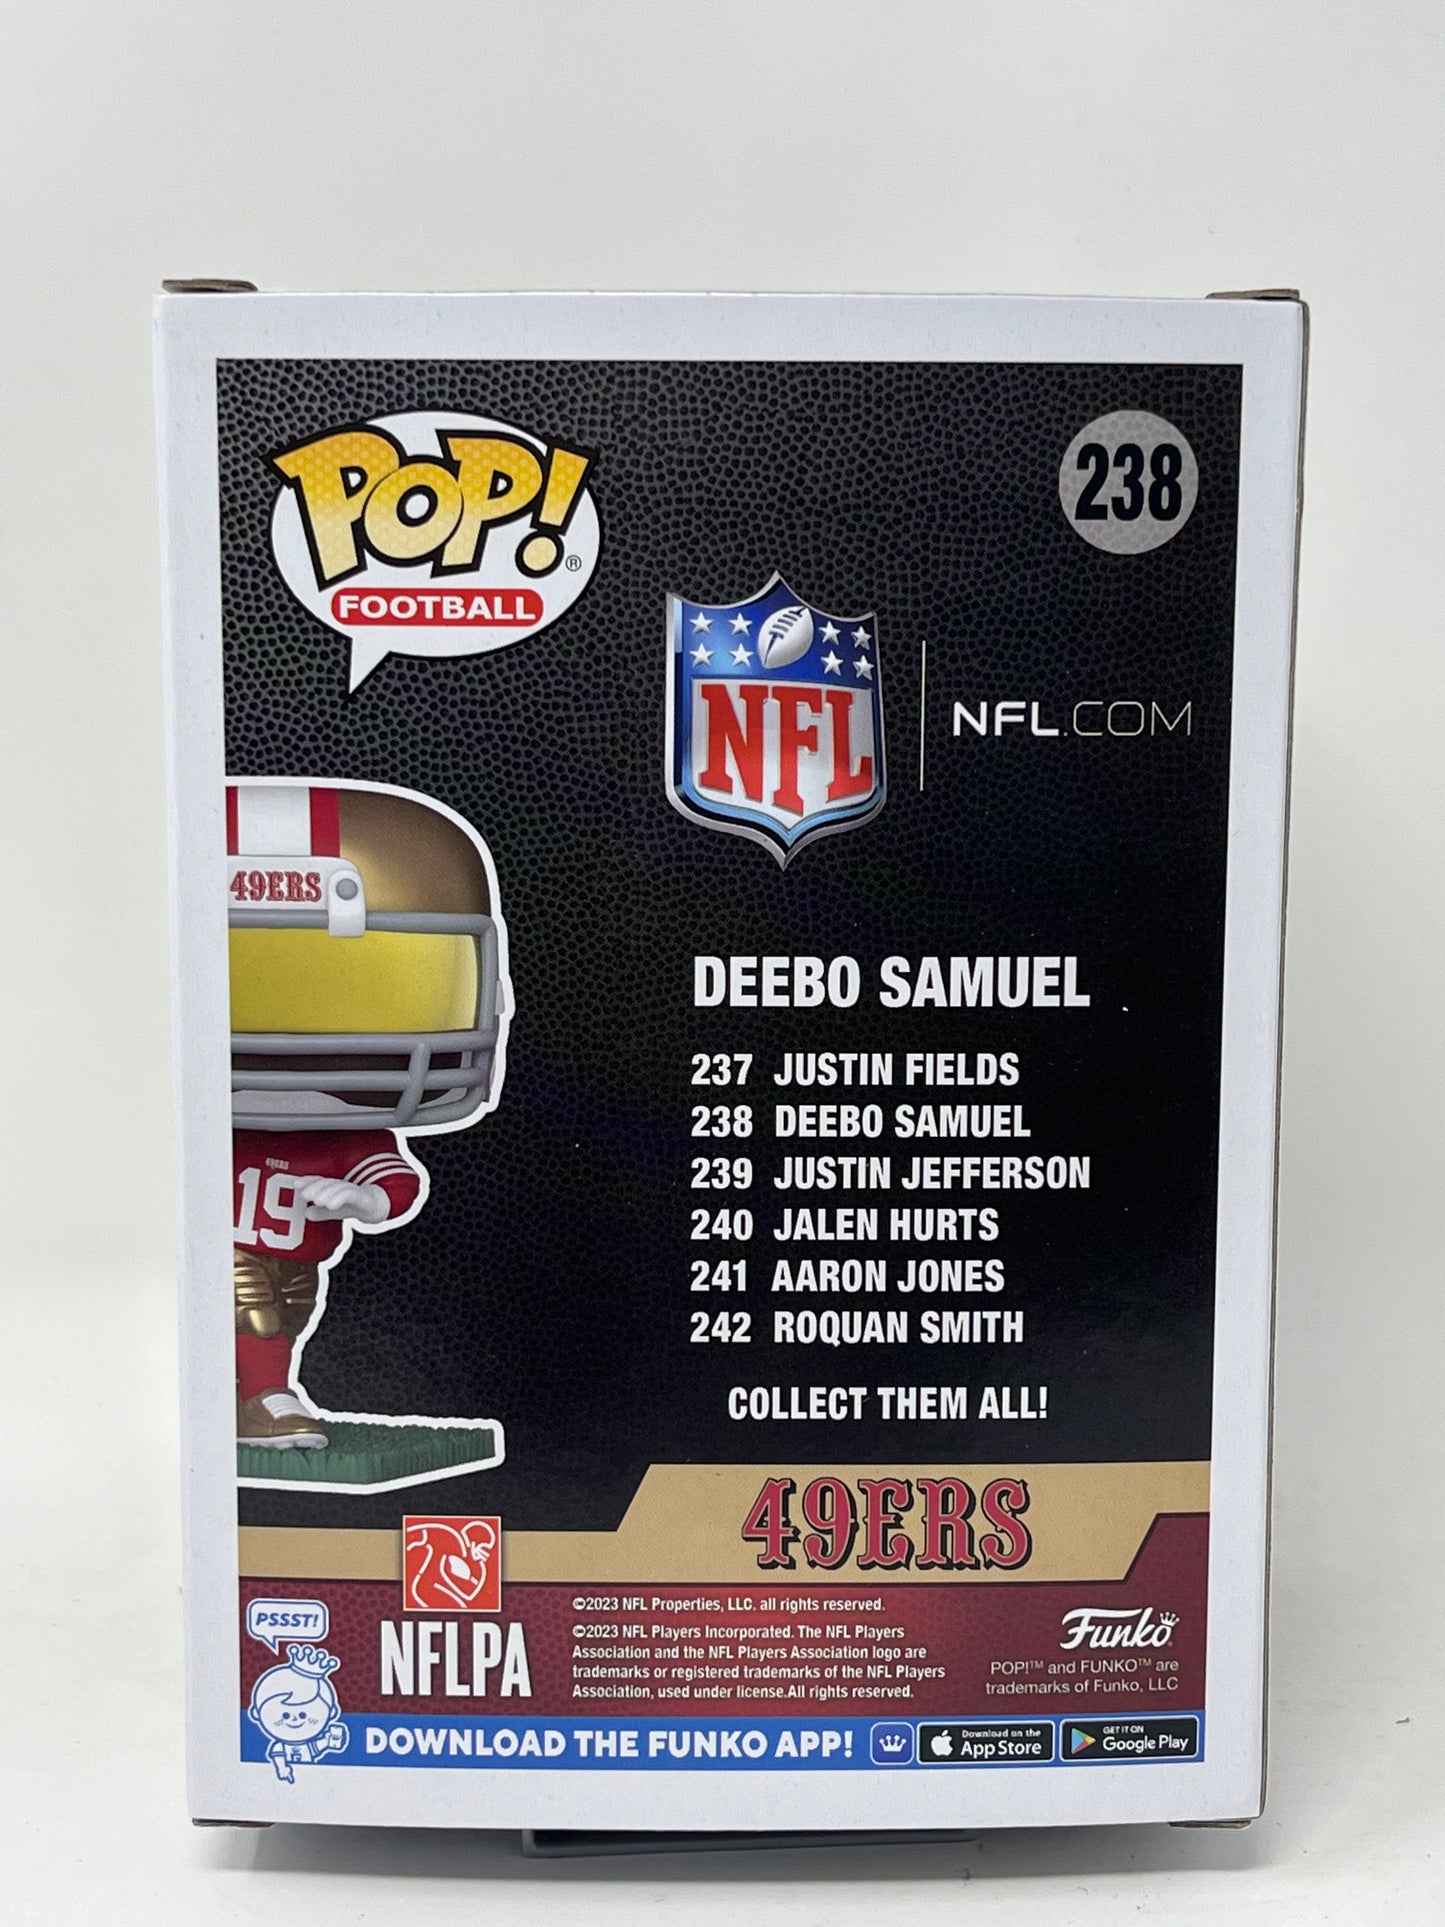 POP!®
FOOTBALL
238
NFL
NFL.COM
49ERS
49ERS
19
DEEBO SAMUEL
237 JUSTIN FIELDS
238 DEEBO SAMUEL
239 JUSTIN JEFFERSON
240 JALEN HURTS
241 AARON JONES
242 ROQUAN SMITH
COLLECT THEM ALL!
49ERS
NFLPA
©2023 NFL Properties, LLC. all rights reserved.
©2023 NFL Players Incorporated. The NFL Players
Association and the NFL Players Association logo are
trademarks or registered trademarks of the NFL Players
Association, used under license.All rights reserved.
Funko
POP!™ and FUNKO™ are
trademarks of Funko, LLC
PSSST!
DOWNLOAD THE FUNKO APP!
Download on the
App Store
GET IT ON
Google Play